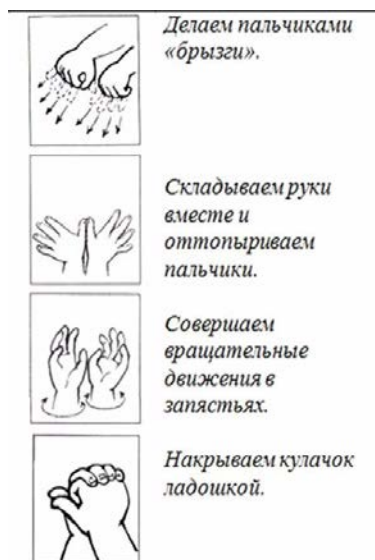 Делаем пальчиками
«брызги».
Складываем руки
вместе и
оттопыриваем
пальчики.
Совершаем
вращательные
движения в
запястьях.
Накрываем кулачок
ладошкой.